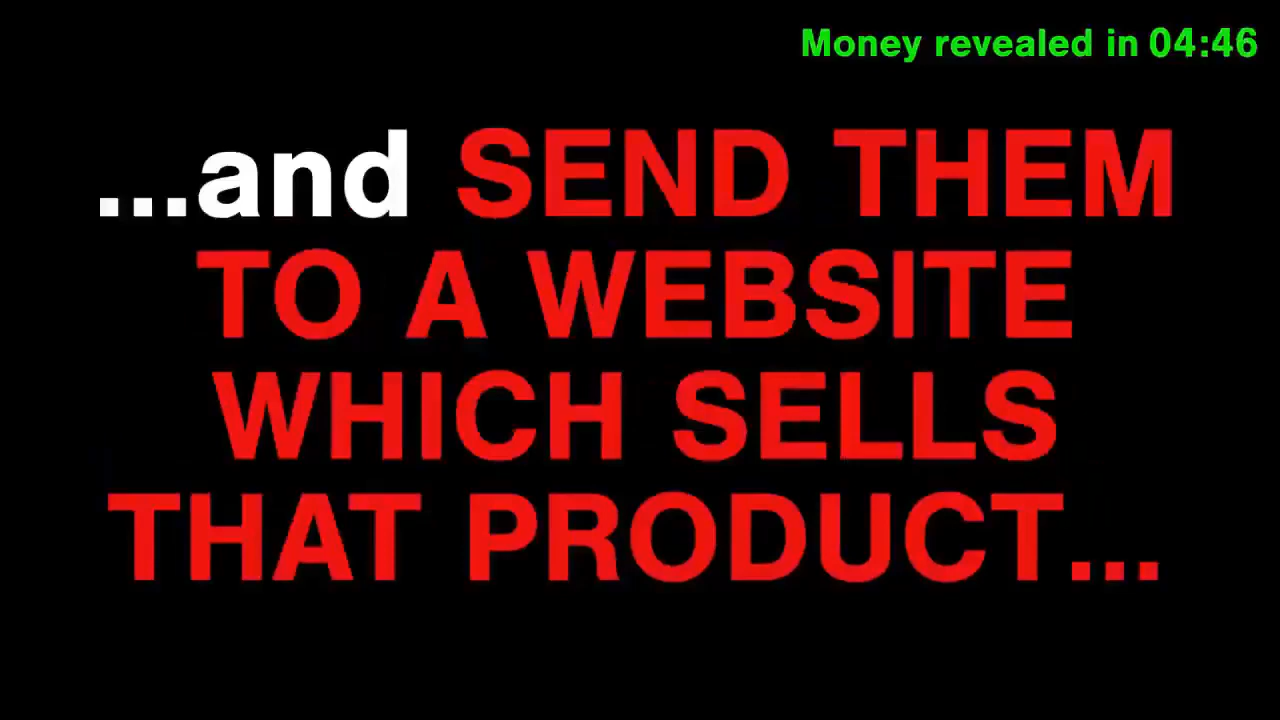 Money revealed in 04:46
...and SEND THEM
TO A WEBSITE
WHICH SELLS
THAT PRODUCT...